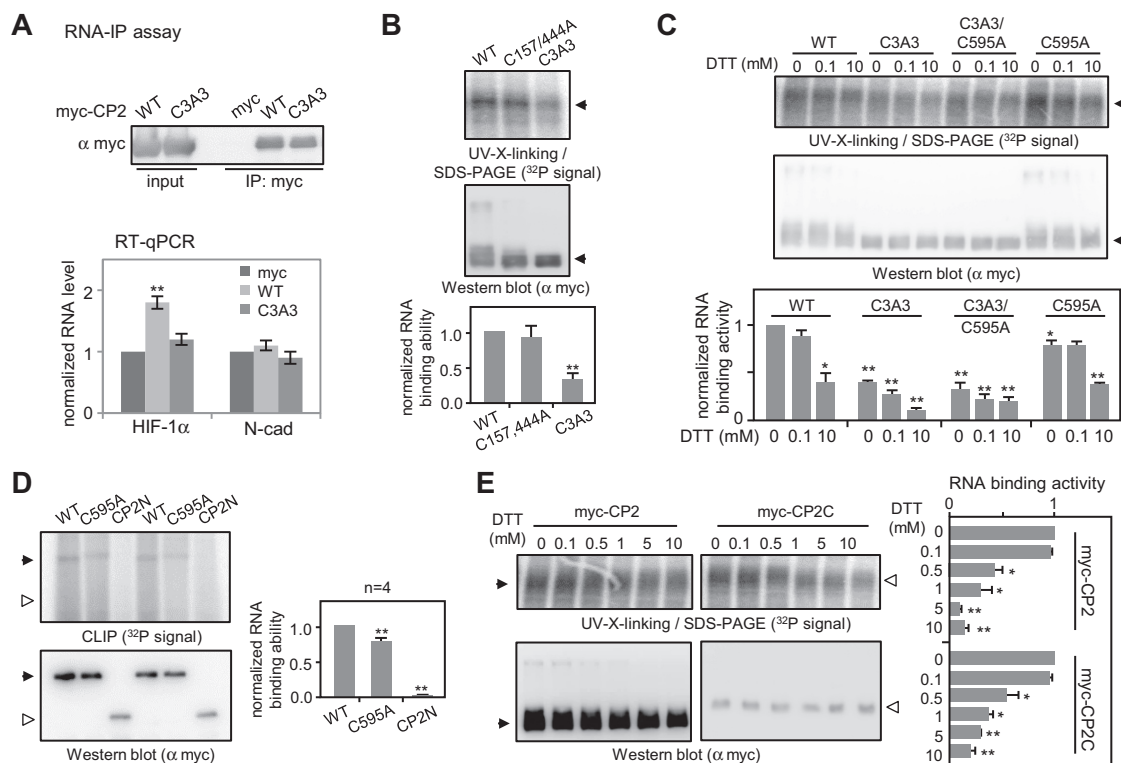 A
RNA-IP assay
myc-CP2
WT
C3A3
myc
WT
C3A3
α myc
input
IP: myc
RT-qPCR
normalized RNA level
2
1
0
myc
WT
C3A3
**
HIF-1α
N-cad
B
WT
C157/444A
C3A3
UV-X-linking /
SDS-PAGE (32P signal)
Western blot (α myc)
normalized RNA
binding ability
1.0
0.5
0
**
WT
C157,444A
C3A3
C
WT
C3A3
C3A3/
C595A
C595A
DTT (mM)
0 0.1 10 0 0.1 10 0 0.1 10 0 0.1 10
UV-X-linking / SDS-PAGE (32P signal)
Western blot (α myc)
normalized RNA
binding activity
1
0
WT
C3A3
C3A3/
C595A
C595A
*
** ** **
** ** **
* **
DTT (mM)
0 0.1 10 0 0.1 10 0 0.1 10 0 0.1 10
D
WT
C595A
CP2N
WT
C595A
CP2N
CLIP (32P signal)
Western blot (α myc)
n=4
normalized RNA
binding ability
1.0
0.5
0
**
**
WT
C595A
CP2N
E
DTT
(mM)
myc-CP2
myc-CP2C
0 0.1 0.5 1 5 10 0 0.1 0.5 1 5 10
UV-X-linking / SDS-PAGE (32P signal)
Western blot (α myc)
RNA binding activity
0 1
DTT
(mM)
0
0.1
0.5 *
1 *
5 **
10 **
myc-CP2
0
0.1
0.5 *
1 *
5 **
10 **
myc-CP2C